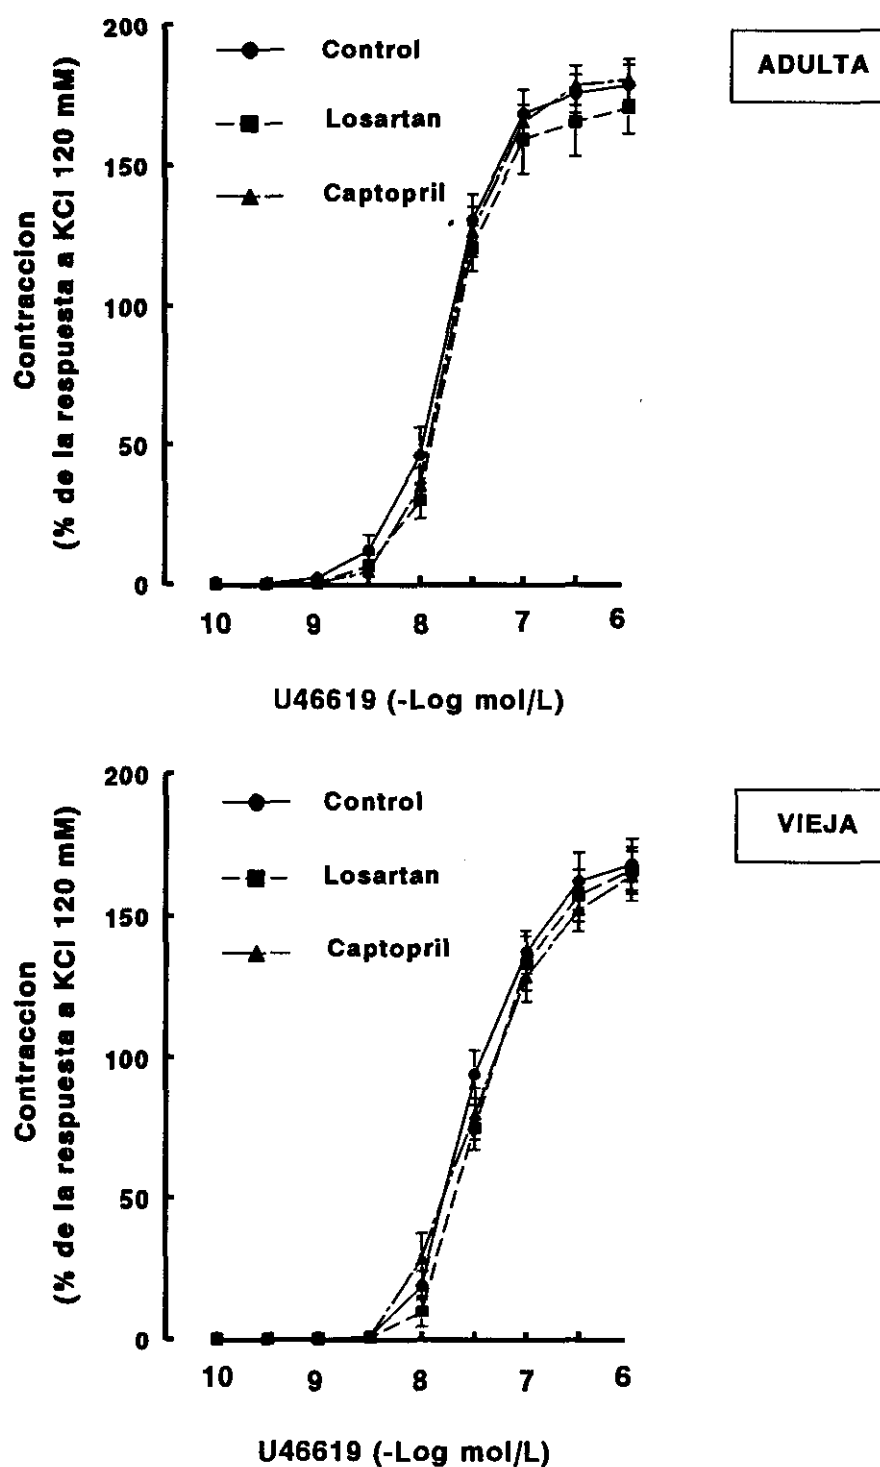 200
150
100
50
0
Contraccion
(% de la respuesta a KCl 120 mM)
Control
Losartan
Captopril
ADULTA
10 9 8 7 6
U46619 (-Log mol/L)
200
150
100
50
0
Contraccion
(% de la respuesta a KCl 120 mM)
Control
Losartan
Captopril
VIEJA
10 9 8 7 6
U46619 (-Log mol/L)